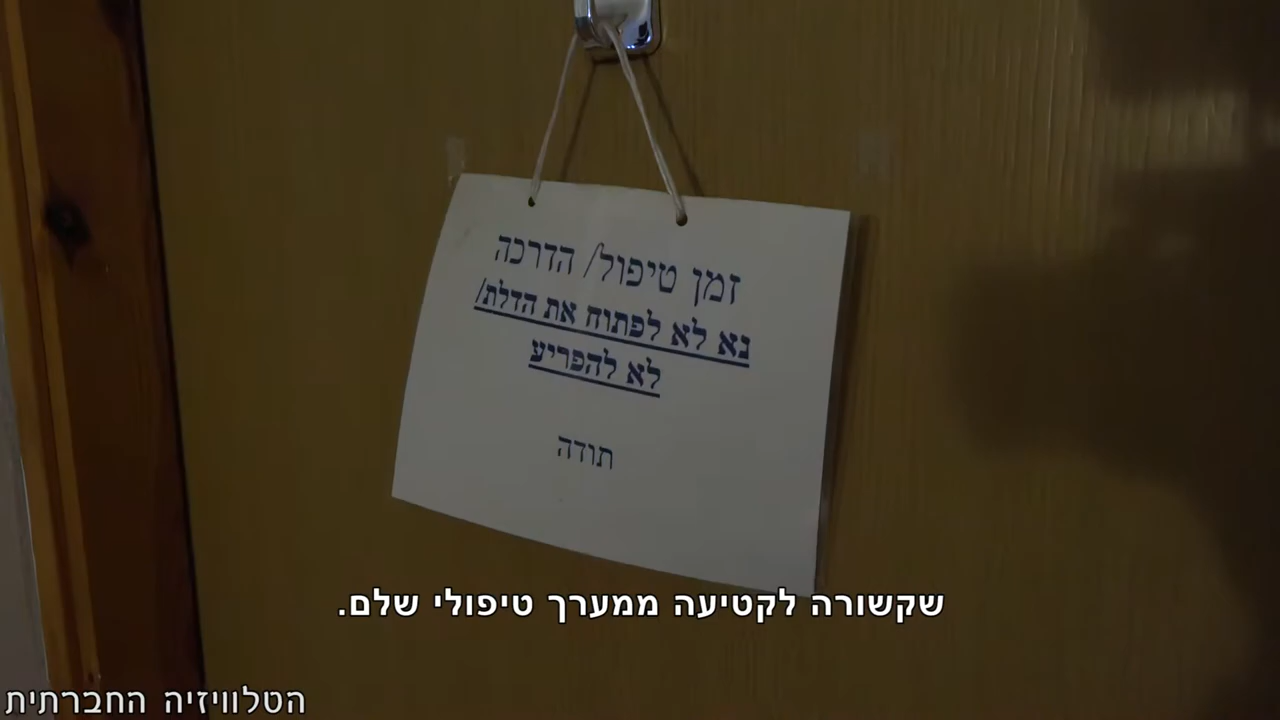 זמן טיפול/ הדרכה
נא לא לפתוח את הדלת/
לא להפריע
תודה
שקשורה לקטיעה ממערך טיפולי שלם.
הטלוויזיה החברתית